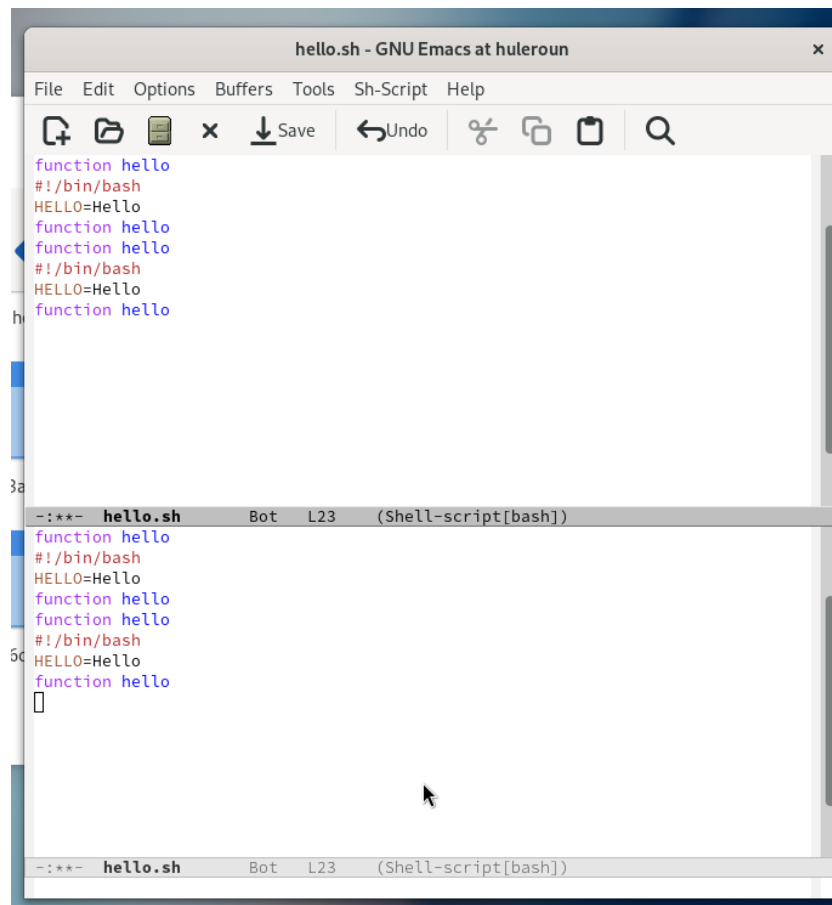 hello.sh - GNU Emacs at huleroun ×
File Edit Options Buffers Tools Sh-Script Help
Save Undo
function hello
#!/bin/bash
HELLO=Hello
function hello
function hello
#!/bin/bash
HELLO=Hello
function hello
-:**- hello.sh Bot L23 (Shell-script[bash])
function hello
#!/bin/bash
HELLO=Hello
function hello
function hello
#!/bin/bash
HELLO=Hello
function hello
-:**- hello.sh Bot L23 (Shell-script[bash])